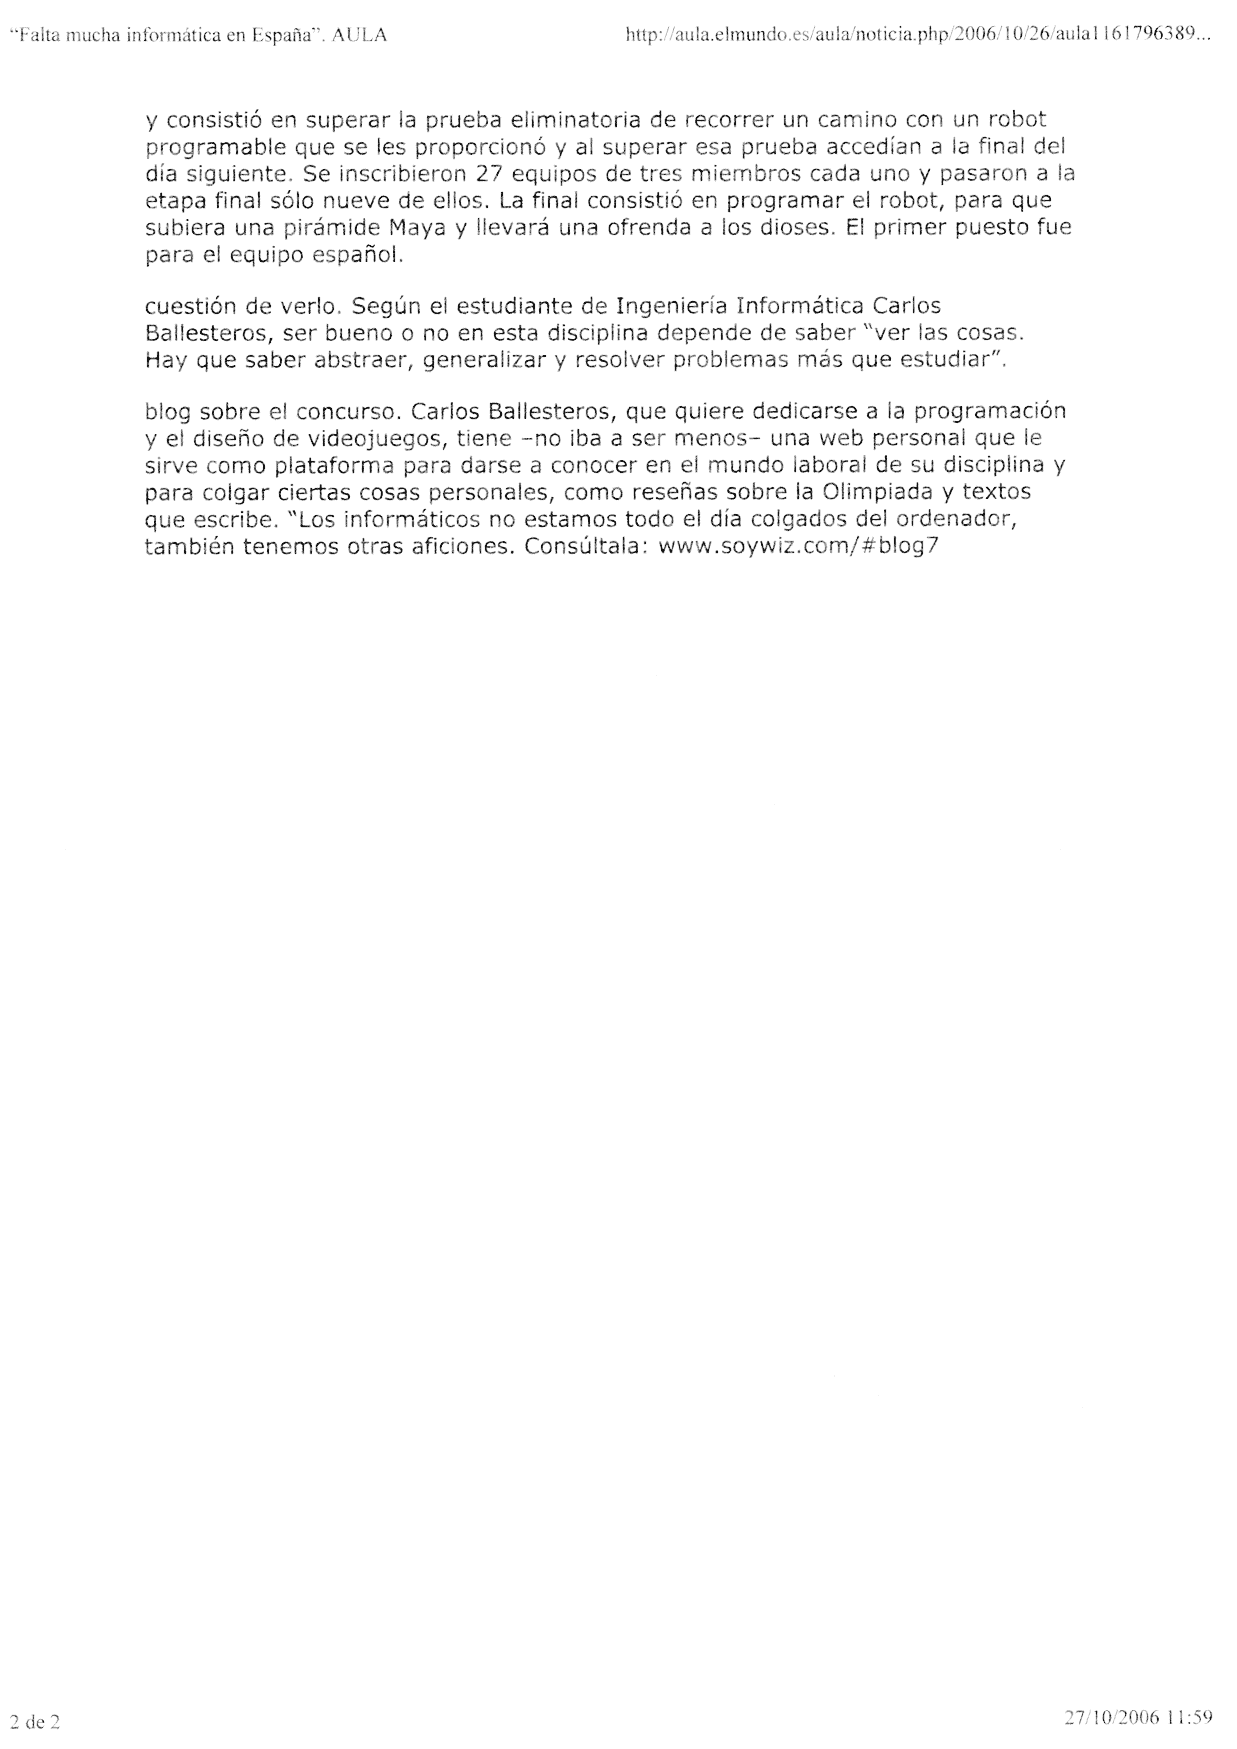 “Falta mucha informática en España”. AULA
http://aula.elmundo.es/aula/noticia.php/2006/10/26/aula1161796389...
y consistió en superar la prueba eliminatoria de recorrer un camino con un robot
programable que se les proporcionó y al superar esa prueba accedían a la final del
día siguiente. Se inscribieron 27 equipos de tres miembros cada uno y pasaron a la
etapa final sólo nueve de ellos. La final consistió en programar el robot, para que
subiera una pirámide Maya y llevará una ofrenda a los dioses. El primer puesto fue
para el equipo español.
cuestión de verlo. Según el estudiante de Ingeniería Informática Carlos
Ballesteros, ser bueno o no en esta disciplina depende de saber “ver las cosas.
Hay que saber abstraer, generalizar y resolver problemas más que estudiar”.
blog sobre el concurso. Carlos Ballesteros, que quiere dedicarse a la programación
y el diseño de videojuegos, tiene –no iba a ser menos– una web personal que le
sirve como plataforma para darse a conocer en el mundo laboral de su disciplina y
para colgar ciertas cosas personales, como reseñas sobre la Olimpiada y textos
que escribe. “Los informáticos no estamos todo el día colgados del ordenador,
también tenemos otras aficiones. Consúltala: www.soywiz.com/#blog7
2 de 2
27/10/2006 11:59